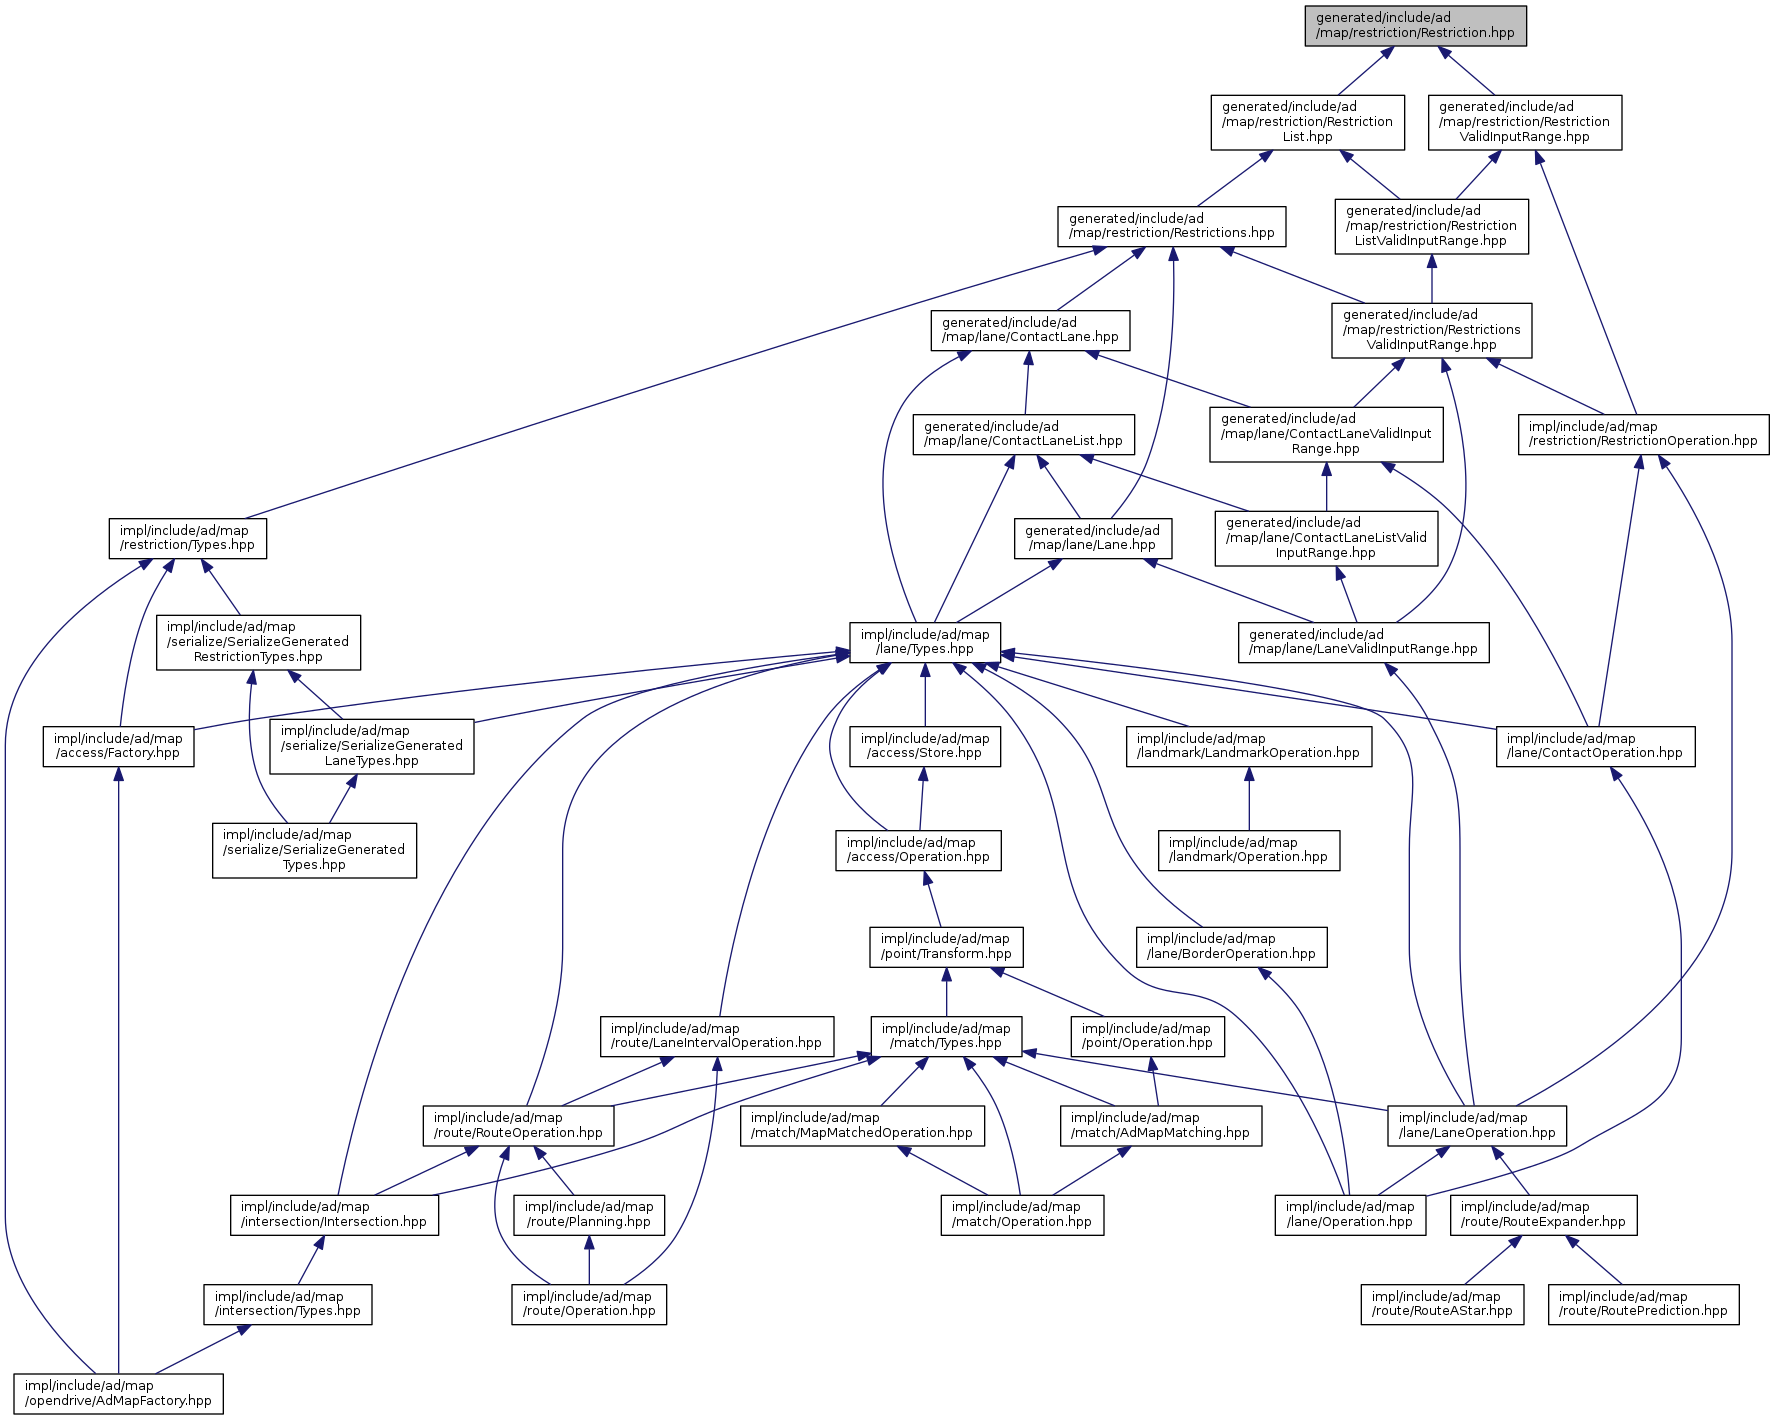 generated/include/ad
/map/restriction/Restriction.hpp
generated/include/ad
/map/restriction/Restriction
List.hpp
generated/include/ad
/map/restriction/Restriction
ValidInputRange.hpp
generated/include/ad
/map/restriction/Restrictions.hpp
generated/include/ad
/map/restriction/Restriction
ListValidInputRange.hpp
generated/include/ad
/map/lane/ContactLane.hpp
generated/include/ad
/map/restriction/Restrictions
ValidInputRange.hpp
generated/include/ad
/map/lane/ContactLaneList.hpp
generated/include/ad
/map/lane/ContactLaneValidInput
Range.hpp
impl/include/ad/map
/restriction/RestrictionOperation.hpp
impl/include/ad/map
/restriction/Types.hpp
generated/include/ad
/map/lane/Lane.hpp
generated/include/ad
/map/lane/ContactLaneListValid
InputRange.hpp
impl/include/ad/map
/serialize/SerializeGenerated
RestrictionTypes.hpp
impl/include/ad/map
/lane/Types.hpp
generated/include/ad
/map/lane/LaneValidInputRange.hpp
impl/include/ad/map
/access/Factory.hpp
impl/include/ad/map
/serialize/SerializeGenerated
LaneTypes.hpp
impl/include/ad/map
/access/Store.hpp
impl/include/ad/map
/landmark/LandmarkOperation.hpp
impl/include/ad/map
/lane/ContactOperation.hpp
impl/include/ad/map
/serialize/SerializeGenerated
Types.hpp
impl/include/ad/map
/access/Operation.hpp
impl/include/ad/map
/landmark/Operation.hpp
impl/include/ad/map
/point/Transform.hpp
impl/include/ad/map
/lane/BorderOperation.hpp
impl/include/ad/map
/route/LaneIntervalOperation.hpp
impl/include/ad/map
/match/Types.hpp
impl/include/ad/map
/point/Operation.hpp
impl/include/ad/map
/route/RouteOperation.hpp
impl/include/ad/map
/match/MapMatchedOperation.hpp
impl/include/ad/map
/match/AdMapMatching.hpp
impl/include/ad/map
/lane/LaneOperation.hpp
impl/include/ad/map
/intersection/Intersection.hpp
impl/include/ad/map
/route/Planning.hpp
impl/include/ad/map
/match/Operation.hpp
impl/include/ad/map
/lane/Operation.hpp
impl/include/ad/map
/route/RouteExpander.hpp
impl/include/ad/map
/intersection/Types.hpp
impl/include/ad/map
/route/Operation.hpp
impl/include/ad/map
/route/RouteAStar.hpp
impl/include/ad/map
/route/RoutePrediction.hpp
impl/include/ad/map
/opendrive/AdMapFactory.hpp